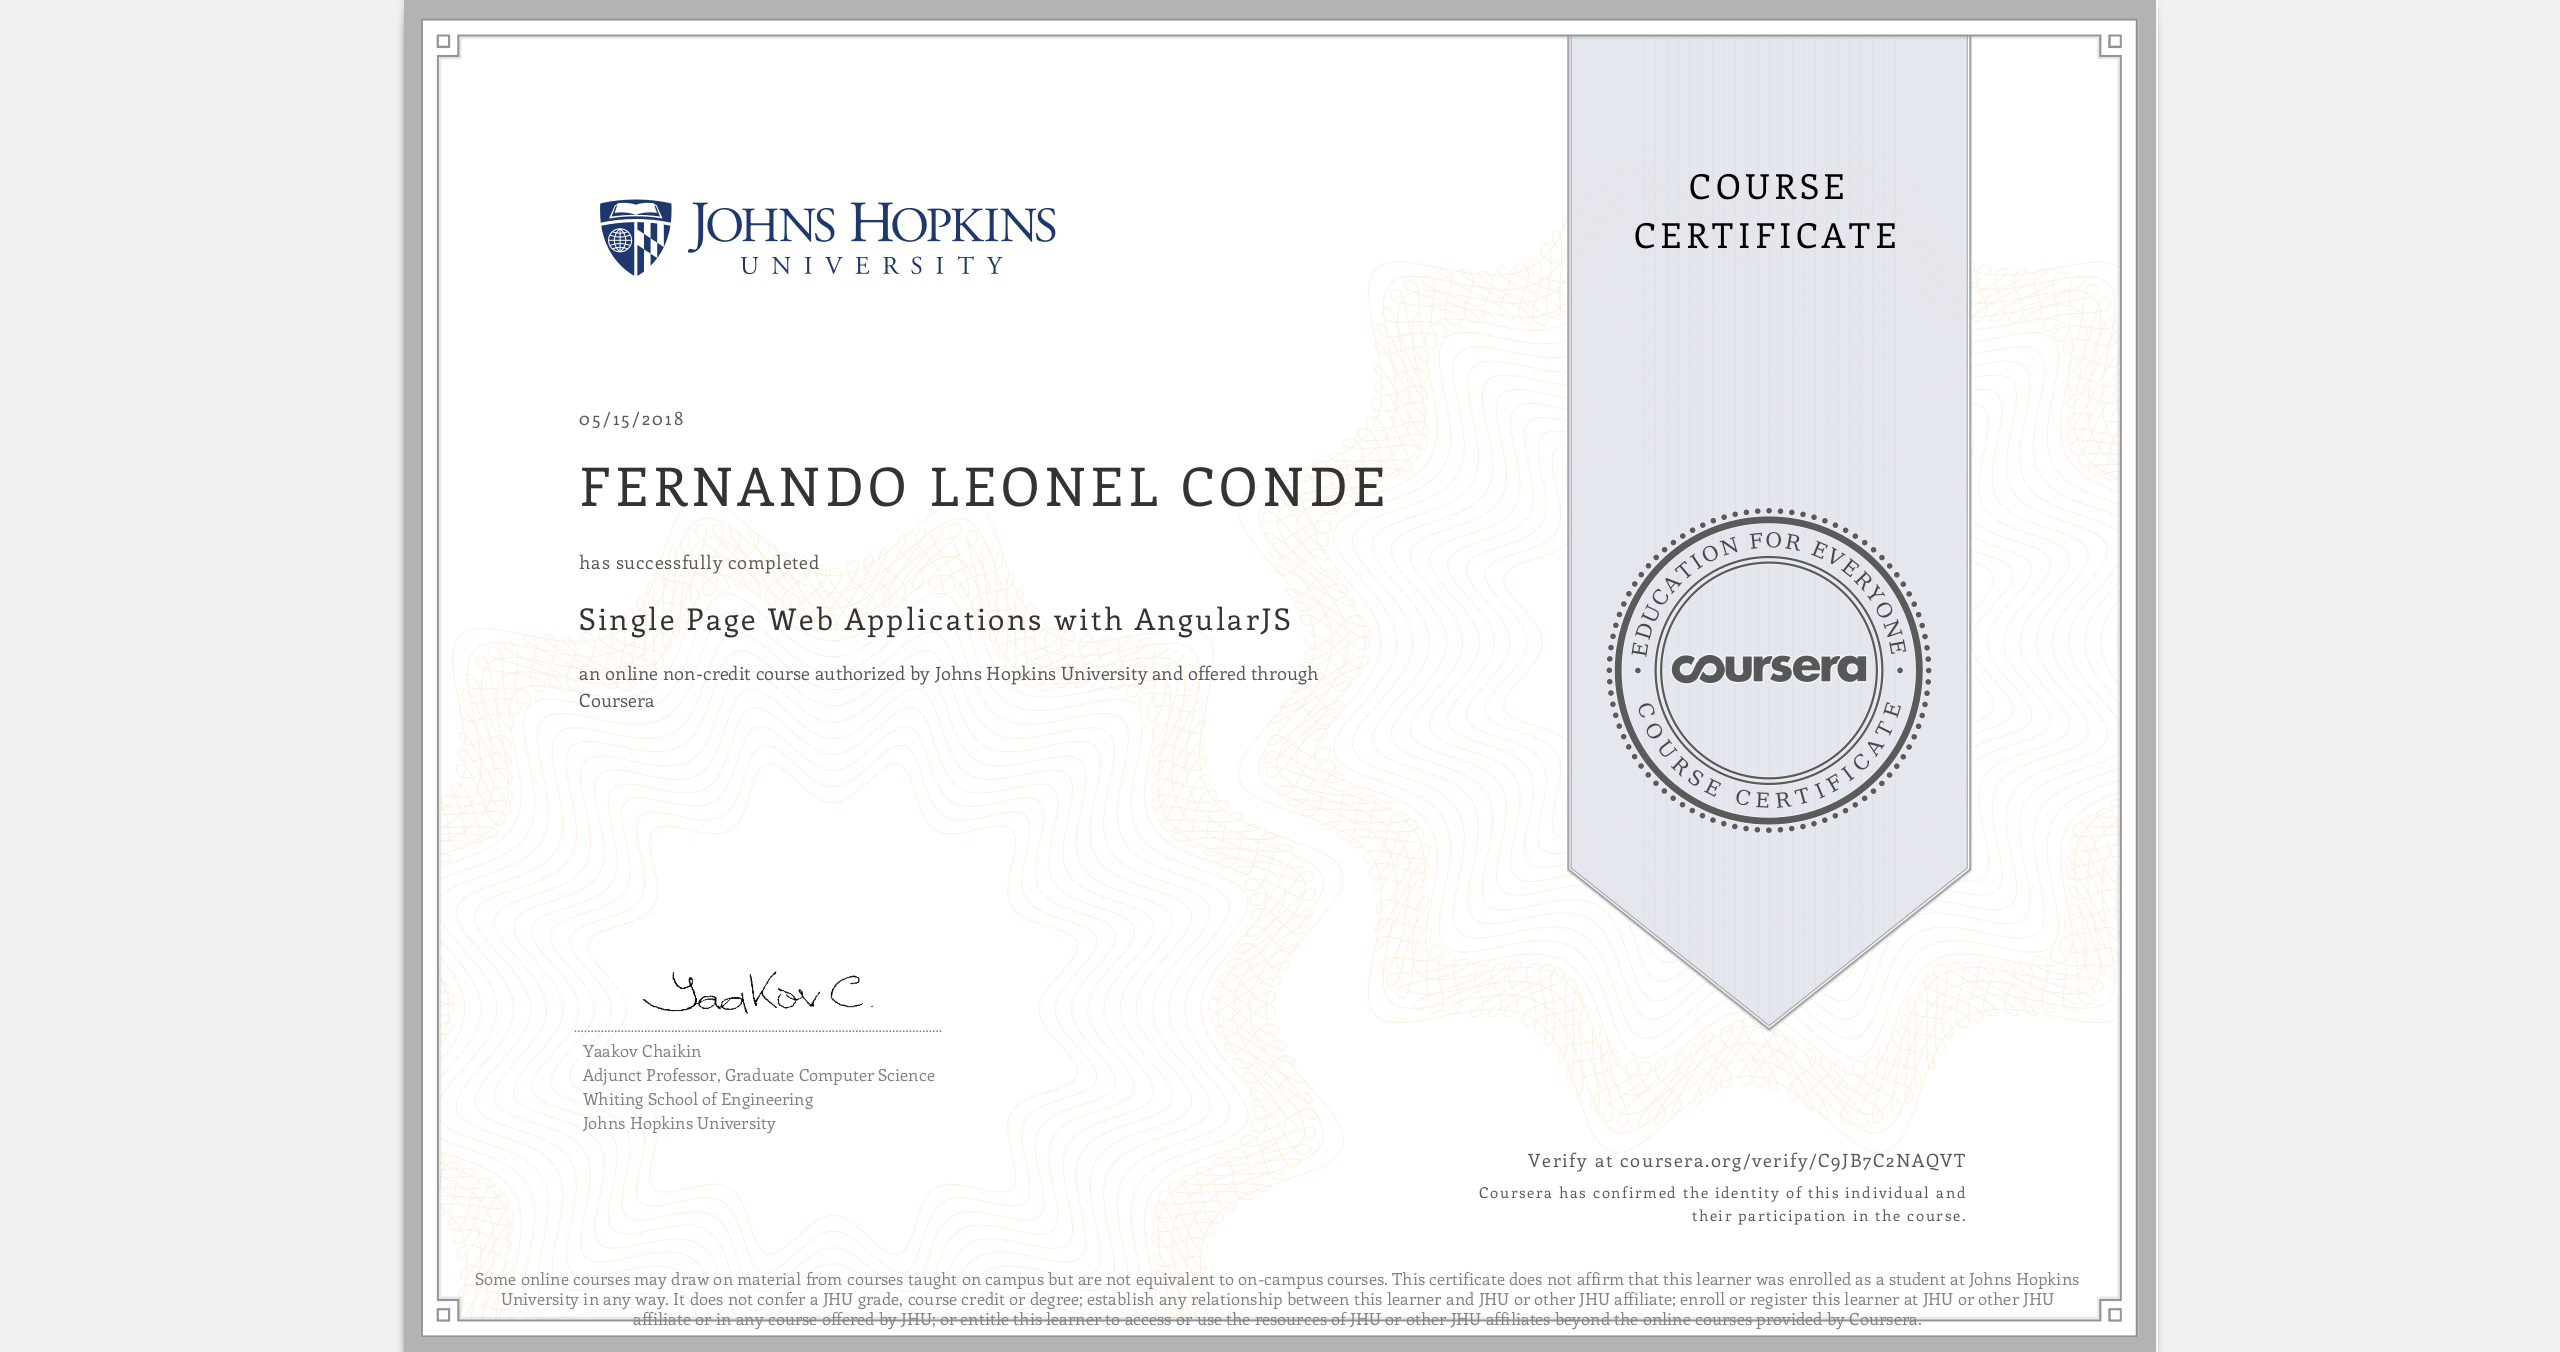 JOHNS HOPKINS
UNIVERSITY
COURSE
CERTIFICATE
05/15/2018
FERNANDO LEONEL CONDE
has successfully completed
Single Page Web Applications with AngularJS
an online non-credit course authorized by Johns Hopkins University and offered through
Coursera
EDUCATION FOR EVERYONE
coursera
COURSE CERTIFICATE
Yaakov C.
Yaakov Chaikin
Adjunct Professor, Graduate Computer Science
Whiting School of Engineering
Johns Hopkins University
Verify at coursera.org/verify/C9JB7C2NAQVT
Coursera has confirmed the identity of this individual and
their participation in the course.
Some online courses may draw on material from courses taught on campus but are not equivalent to on-campus courses. This certificate does not affirm that this learner was enrolled as a student at Johns Hopkins
University in any way. It does not confer a JHU grade, course credit or degree; establish any relationship between this learner and JHU or other JHU affiliate; enroll or register this learner at JHU or other JHU
affiliate or in any course offered by JHU; or entitle this learner to access or use the resources of JHU or other JHU affiliates beyond the online courses provided by Coursera.